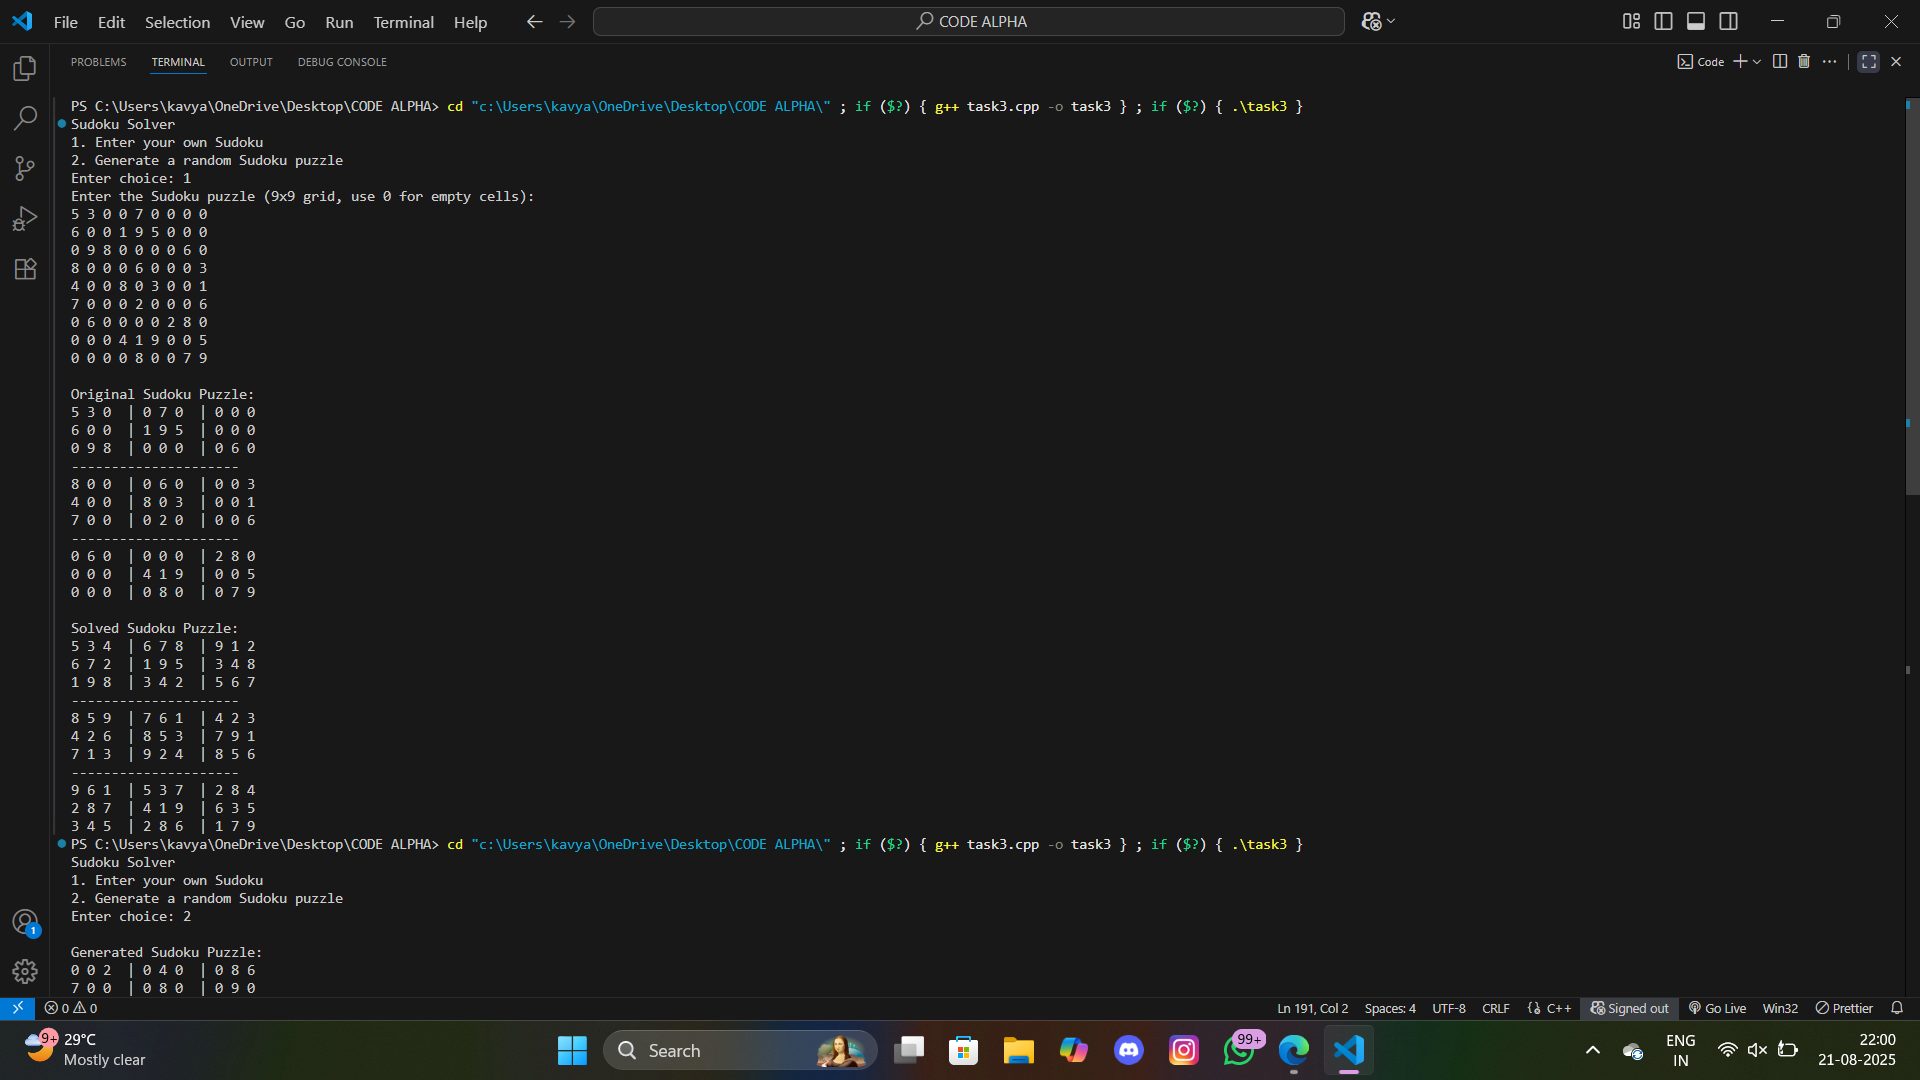 File Edit Selection View Go Run Terminal Help
CODE ALPHA
PROBLEMS TERMINAL OUTPUT DEBUG CONSOLE
Code
PS C:\Users\kavya\OneDrive\Desktop\CODE ALPHA> cd "c:\Users\kavya\OneDrive\Desktop\CODE ALPHA\" ; if ($?) { g++ task3.cpp -o task3 } ; if ($?) { .\task3 }
Sudoku Solver
1. Enter your own Sudoku
2. Generate a random Sudoku puzzle
Enter choice: 1
Enter the Sudoku puzzle (9x9 grid, use 0 for empty cells):
5 3 0 0 7 0 0 0 0
6 0 0 1 9 5 0 0 0
0 9 8 0 0 0 0 6 0
8 0 0 0 6 0 0 0 3
4 0 0 8 0 3 0 0 1
7 0 0 0 2 0 0 0 6
0 6 0 0 0 0 2 8 0
0 0 0 4 1 9 0 0 5
0 0 0 0 8 0 0 7 9
Original Sudoku Puzzle:
5 3 0  | 0 7 0  | 0 0 0
6 0 0  | 1 9 5  | 0 0 0
0 9 8  | 0 0 0  | 0 6 0
---------------------
8 0 0  | 0 6 0  | 0 0 3
4 0 0  | 8 0 3  | 0 0 1
7 0 0  | 0 2 0  | 0 0 6
---------------------
0 6 0  | 0 0 0  | 2 8 0
0 0 0  | 4 1 9  | 0 0 5
0 0 0  | 0 8 0  | 0 7 9
Solved Sudoku Puzzle:
5 3 4  | 6 7 8  | 9 1 2
6 7 2  | 1 9 5  | 3 4 8
1 9 8  | 3 4 2  | 5 6 7
---------------------
8 5 9  | 7 6 1  | 4 2 3
4 2 6  | 8 5 3  | 7 9 1
7 1 3  | 9 2 4  | 8 5 6
---------------------
9 6 1  | 5 3 7  | 2 8 4
2 8 7  | 4 1 9  | 6 3 5
3 4 5  | 2 8 6  | 1 7 9
PS C:\Users\kavya\OneDrive\Desktop\CODE ALPHA> cd "c:\Users\kavya\OneDrive\Desktop\CODE ALPHA\" ; if ($?) { g++ task3.cpp -o task3 } ; if ($?) { .\task3 }
Sudoku Solver
1. Enter your own Sudoku
2. Generate a random Sudoku puzzle
Enter choice: 2
Generated Sudoku Puzzle:
0 0 2  | 0 4 0  | 0 8 6
7 0 0  | 0 8 0  | 0 9 0
1
0 0 Ln 191, Col 2 Spaces: 4 UTF-8 CRLF {} C++ Signed out Go Live Win32 Prettier
9+ 29°C
Mostly clear
Search
99+
ENG
IN
22:00
21-08-2025